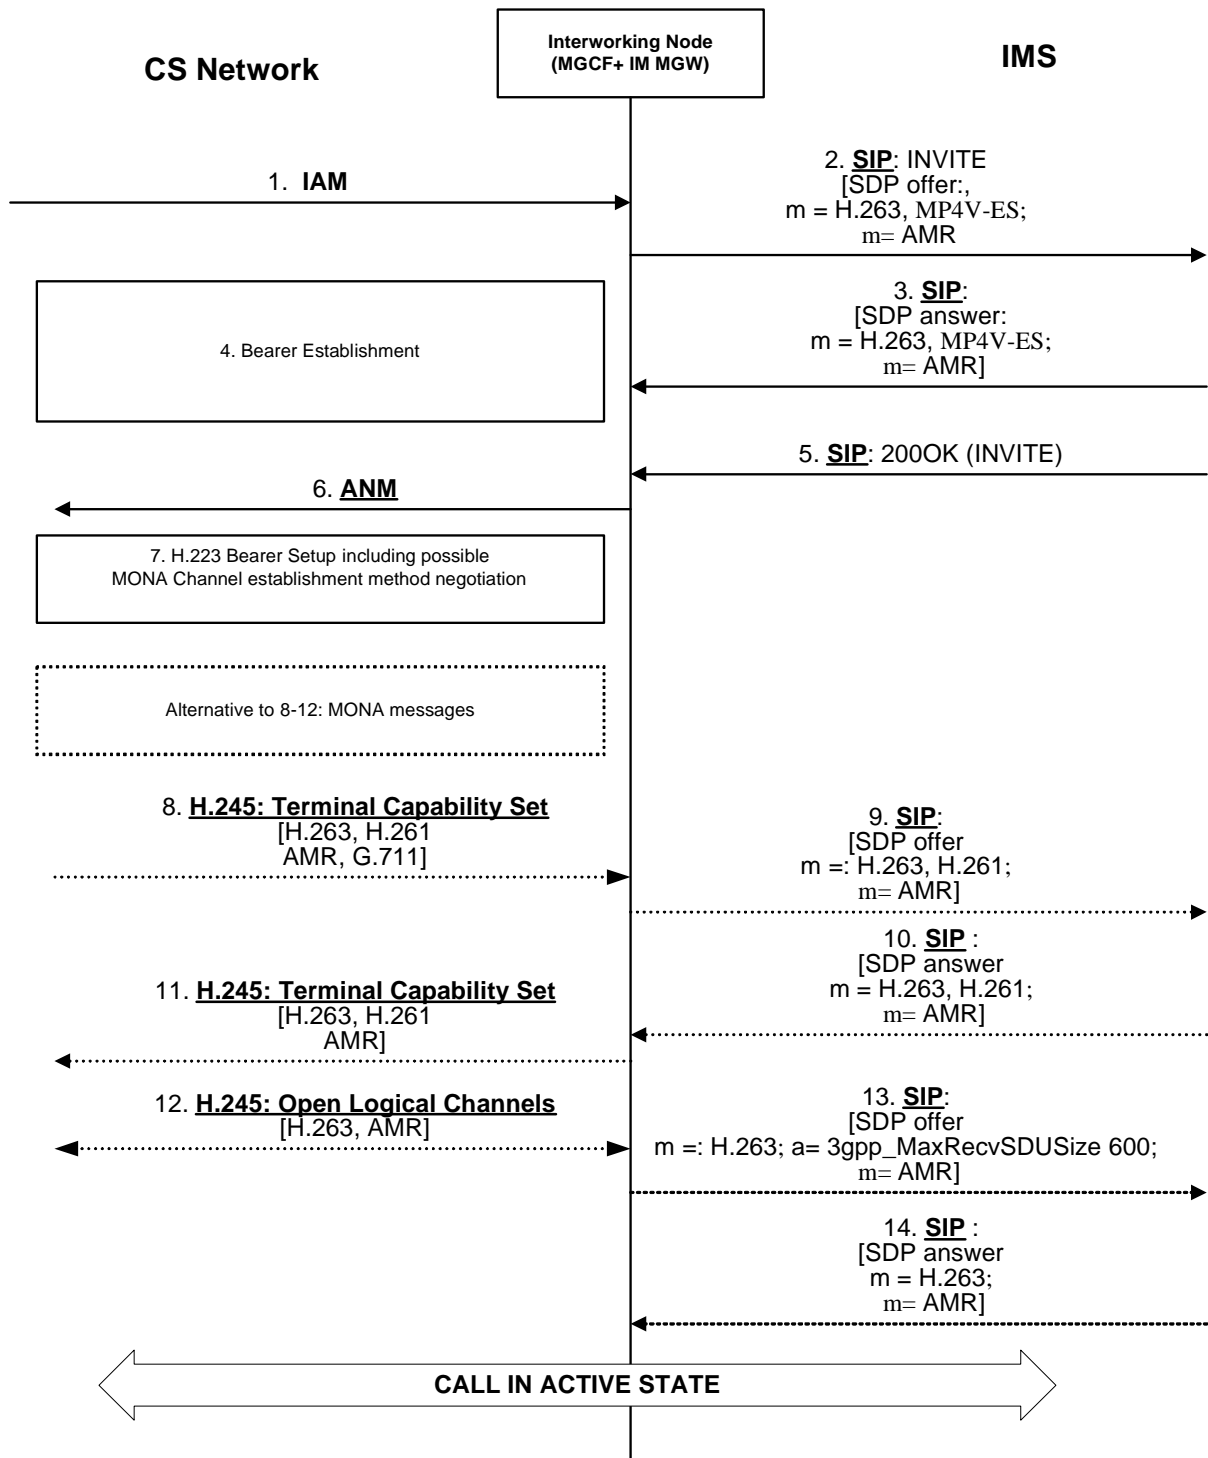 CS Network
Interworking Node
(MGCF+ IM MGW)
IMS
1. IAM
2. SIP: INVITE
[SDP offer:,
m = H.263, MP4V-ES;
m= AMR
3. SIP:
[SDP answer:
m = H.263, MP4V-ES;
m= AMR]
4. Bearer Establishment
5. SIP: 200OK (INVITE)
6. ANM
7. H.223 Bearer Setup including possible
MONA Channel establishment method negotiation
Alternative to 8-12: MONA messages
8. H.245: Terminal Capability Set
[H.263, H.261
AMR, G.711]
9. SIP:
[SDP offer
m =: H.263, H.261;
m= AMR]
10. SIP :
[SDP answer
m = H.263, H.261;
m= AMR]
11. H.245: Terminal Capability Set
[H.263, H.261
AMR]
12. H.245: Open Logical Channels
[H.263, AMR]
13. SIP:
[SDP offer
m =: H.263; a= 3gpp_MaxRecvSDUSize 600;
m= AMR]
14. SIP :
[SDP answer
m = H.263;
m= AMR]
CALL IN ACTIVE STATE